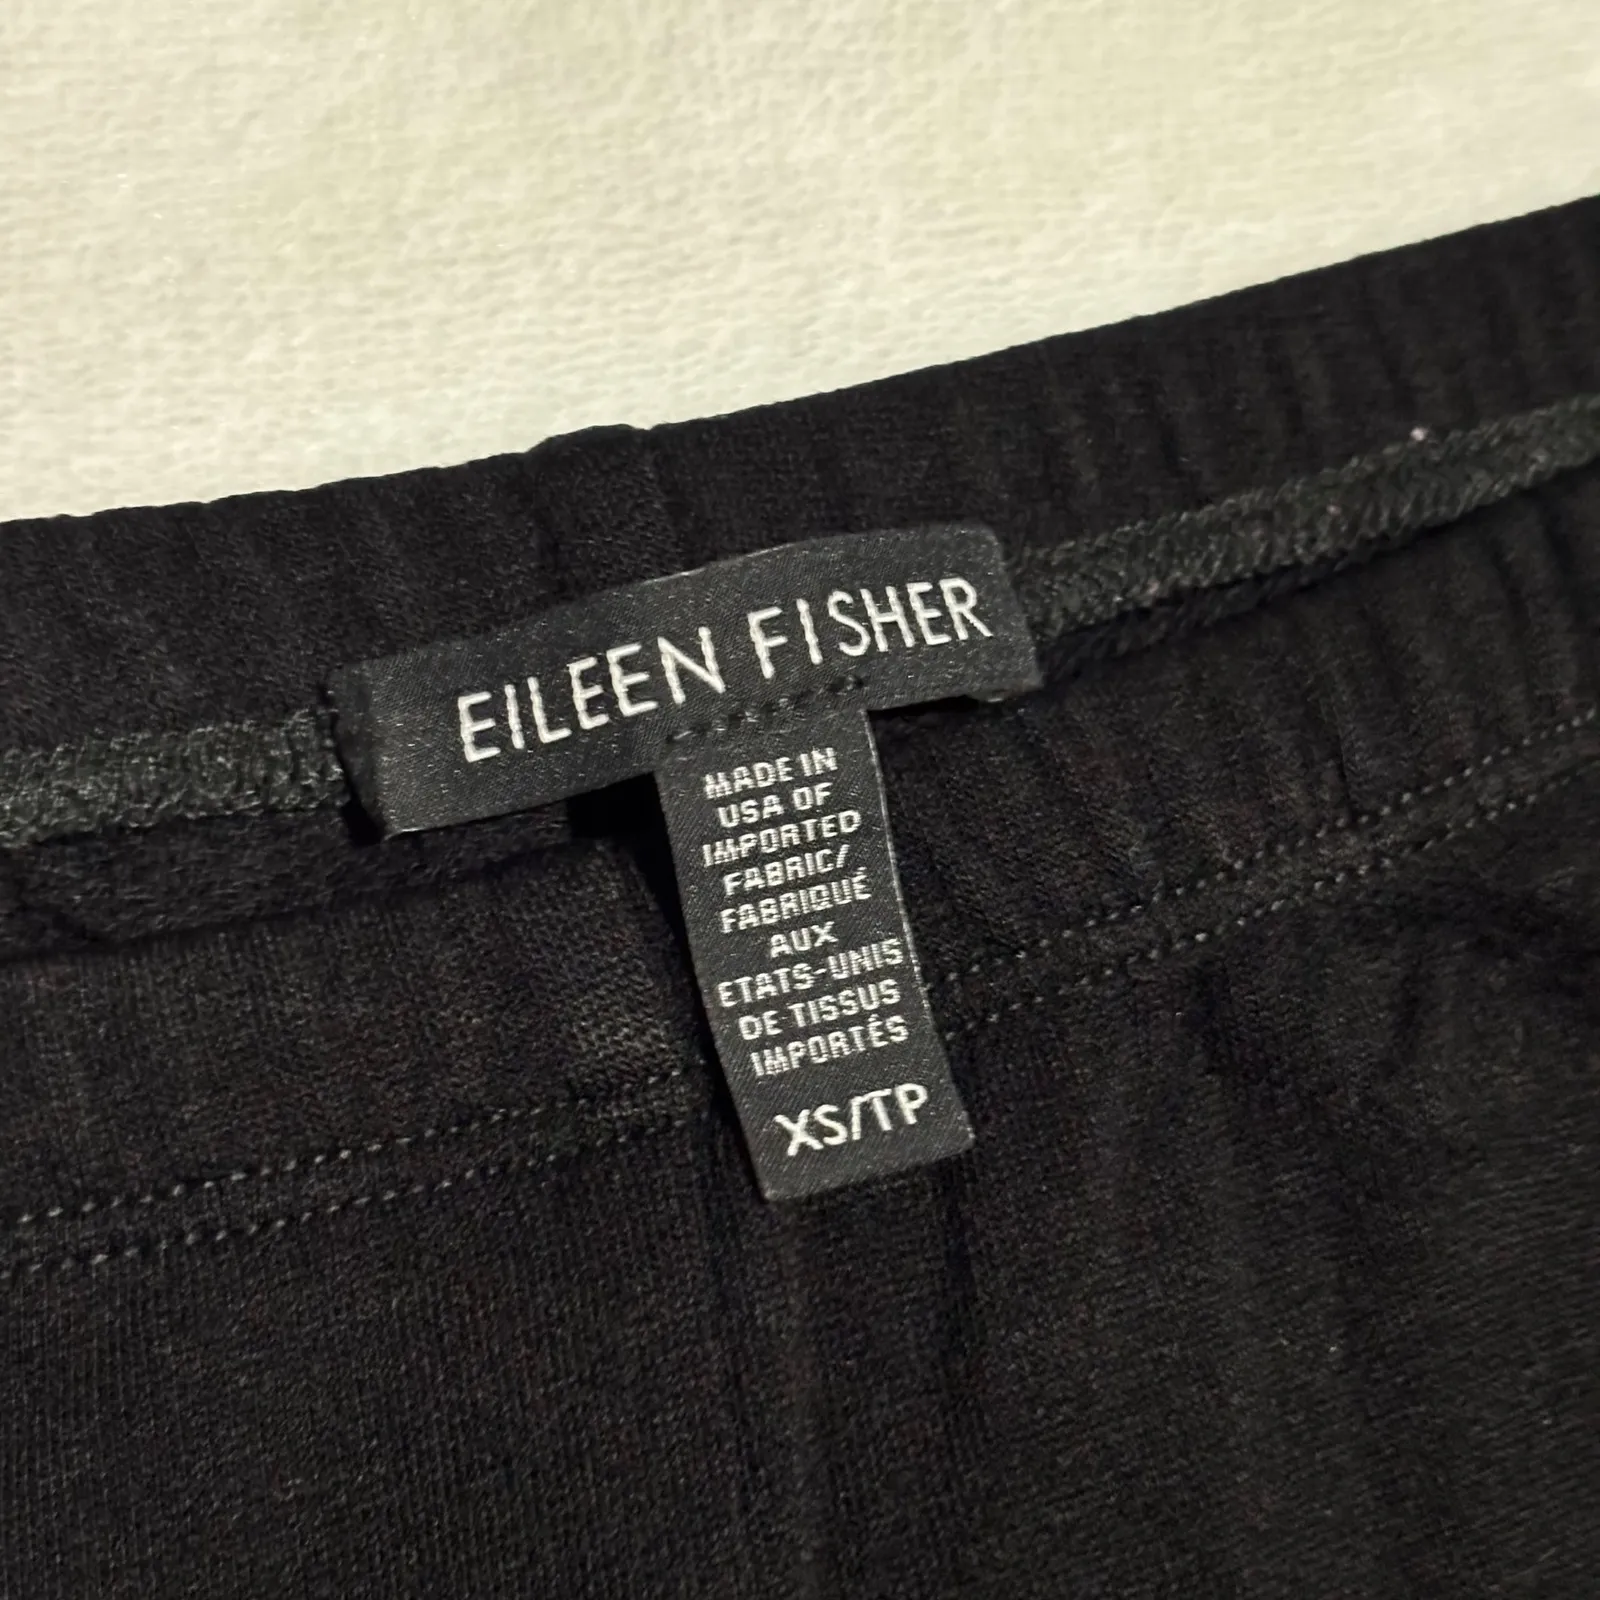 EILEEN FISHER
MADE IN
USA OF
IMPORTED
FABRIC/
FABRIQUÉ
AUX
ETATS-UNIS
DE TISSUS
IMPORTÉS
XS/TP